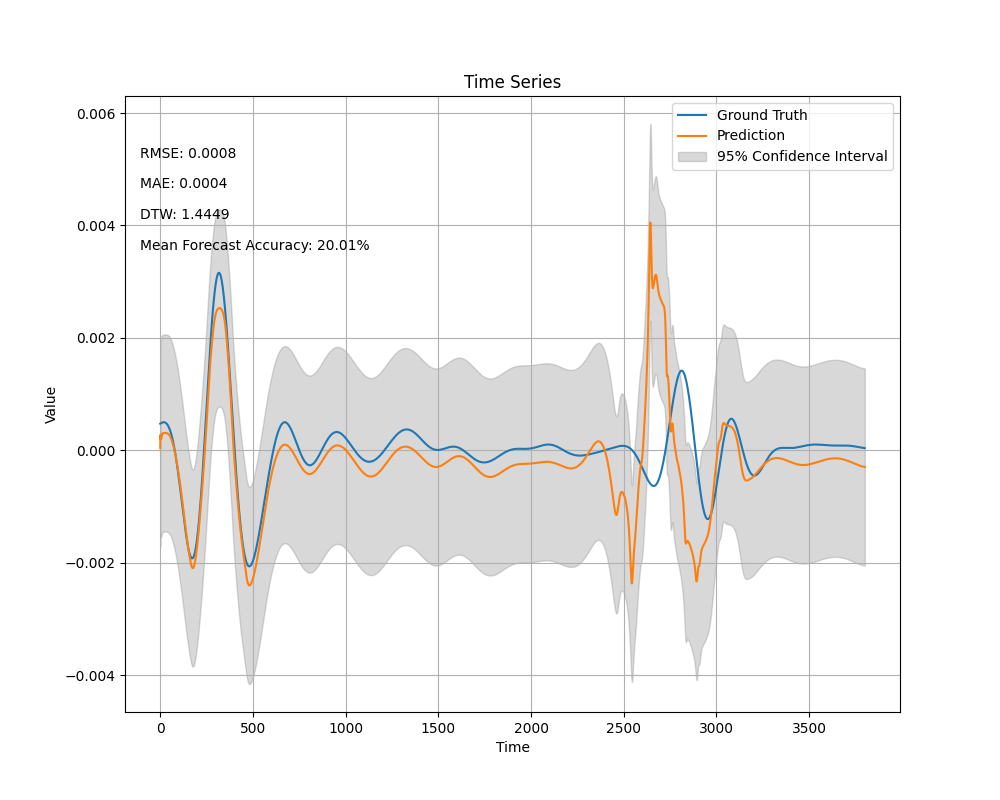 Time Series
Ground Truth
Prediction
95% Confidence Interval
RMSE: 0.0008
MAE: 0.0004
DTW: 1.4449
Mean Forecast Accuracy: 20.01%
0.006
0.004
0.002
0.000
−0.002
−0.004
Value
0 500 1000 1500 2000 2500 3000 3500
Time